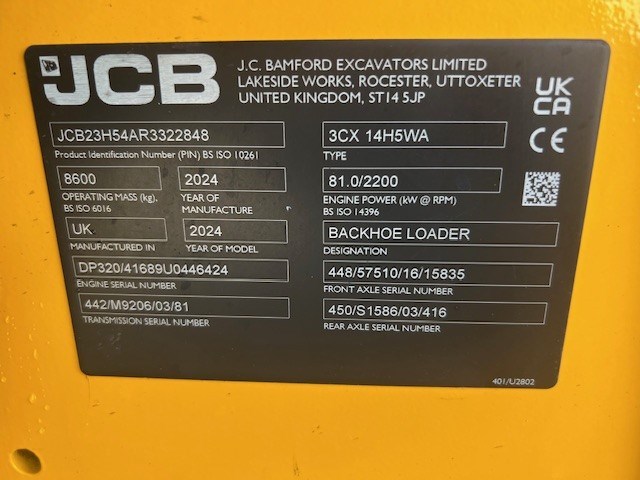 JCB
J.C. BAMFORD EXCAVATORS LIMITED
LAKESIDE WORKS, ROCESTER, UTTOXETER
UNITED KINGDOM, ST14 5JP
UK
CA
CE
JCB23H54AR3322848
Product Identification Number (PIN) BS ISO 10261
3CX 14H5WA
TYPE
8600
OPERATING MASS (kg).
BS ISO 6016
2024
YEAR OF
MANUFACTURE
81.0/2200
ENGINE POWER (kW @ RPM)
BS ISO 14396
UK
MANUFACTURED IN
2024
YEAR OF MODEL
BACKHOE LOADER
DESIGNATION
DP320/41689U0446424
ENGINE SERIAL NUMBER
448/57510/16/15835
FRONT AXLE SERIAL NUMBER
442/M9206/03/81
TRANSMISSION SERIAL NUMBER
450/S1586/03/416
REAR AXLE SERIAL NUMBER
401/U2802